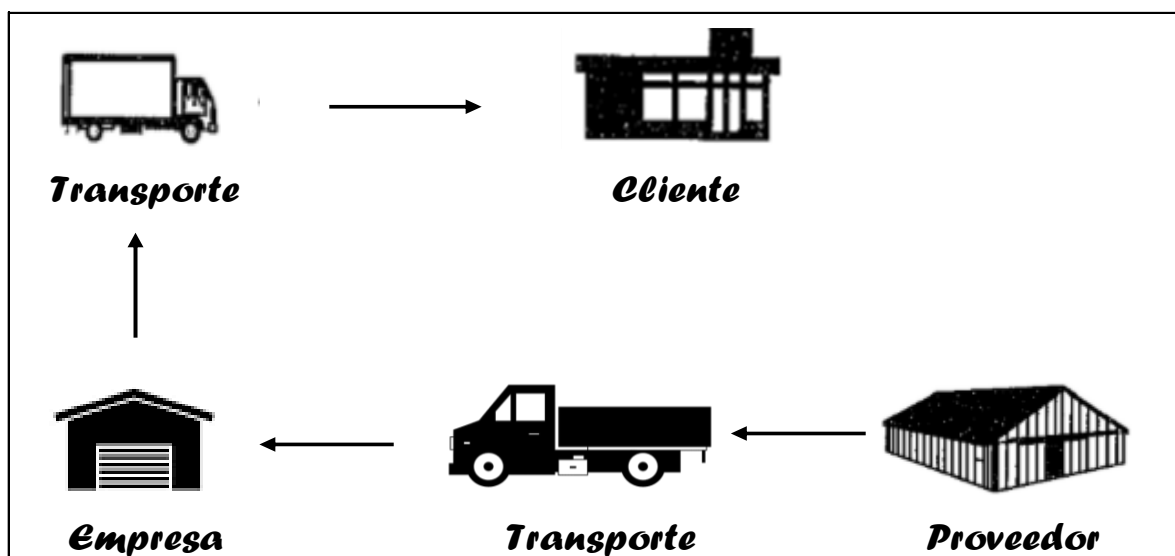 Transporte
Cliente
Empresa
Transporte
Proveedor